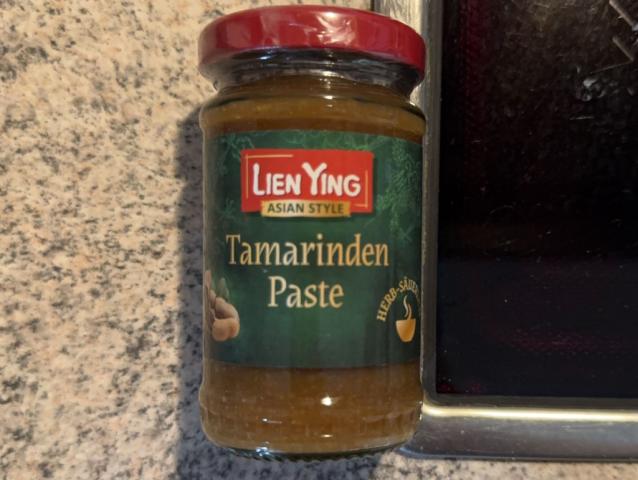 LIEN YING
ASIAN STYLE
Tamarinden
Paste